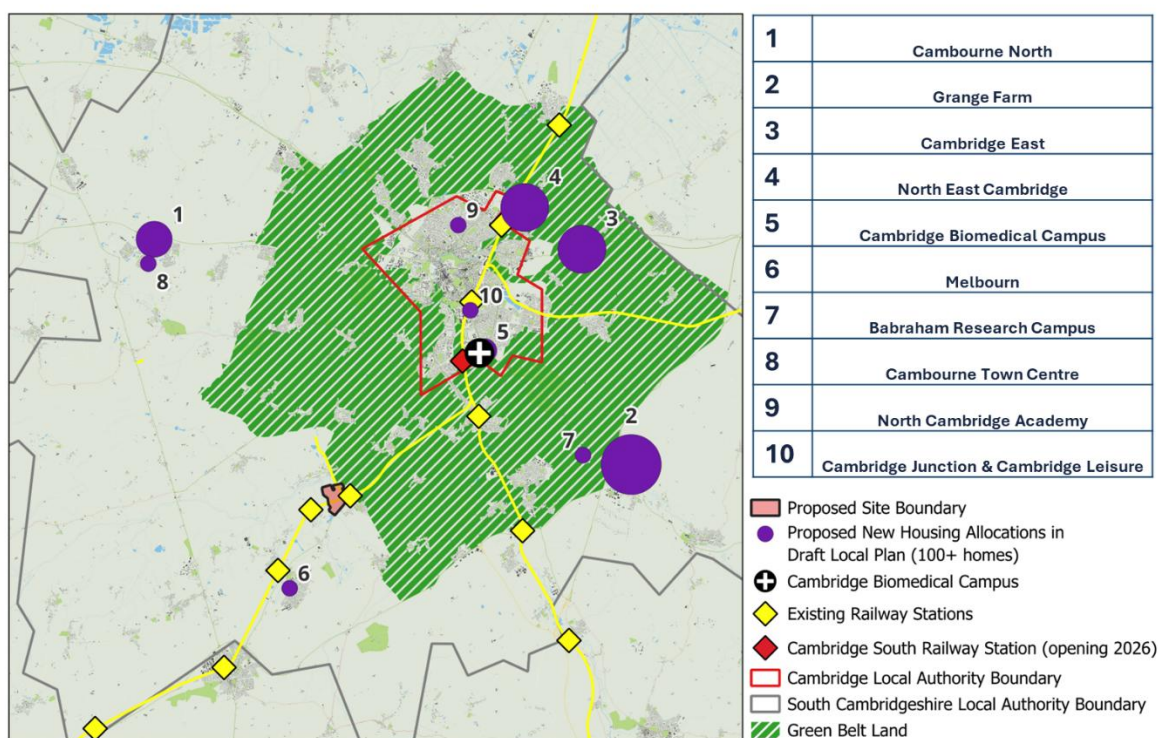 4
9
3
1
8
10
5
2
7
6
1 Cambourne North
2 Grange Farm
3 Cambridge East
4 North East Cambridge
5 Cambridge Biomedical Campus
6 Melbourn
7 Babraham Research Campus
8 Cambourne Town Centre
9 North Cambridge Academy
10 Cambridge Junction & Cambridge Leisure
Proposed Site Boundary
Proposed New Housing Allocations in
Draft Local Plan (100+ homes)
Cambridge Biomedical Campus
Existing Railway Stations
Cambridge South Railway Station (opening 2026)
Cambridge Local Authority Boundary
South Cambridgeshire Local Authority Boundary
Green Belt Land